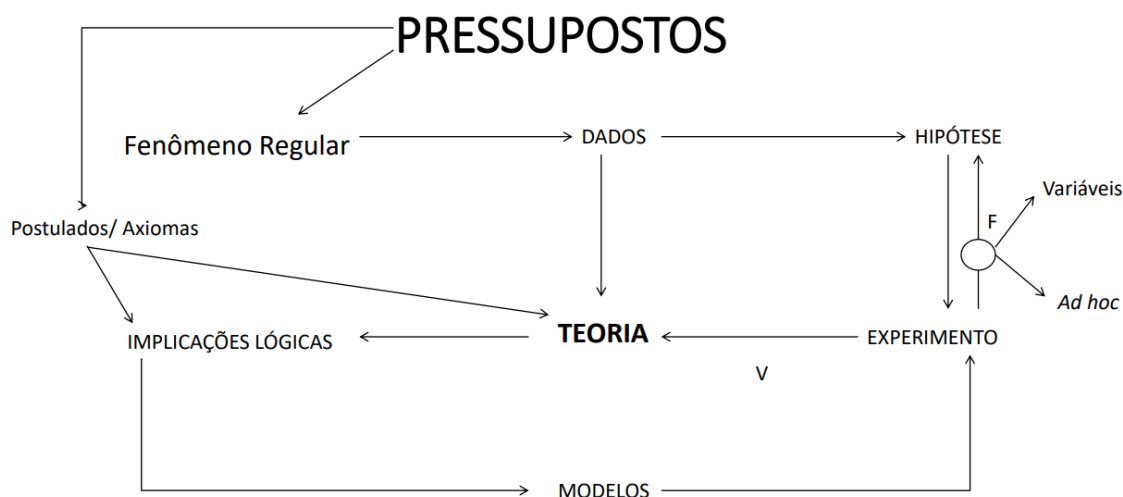 PRESSUPOSTOS
Fenômeno Regular
DADOS
HIPÓTESE
Variáveis
F
Postulados/ Axiomas
Ad hoc
IMPLICAÇÕES LÓGICAS
TEORIA
EXPERIMENTO
V
MODELOS